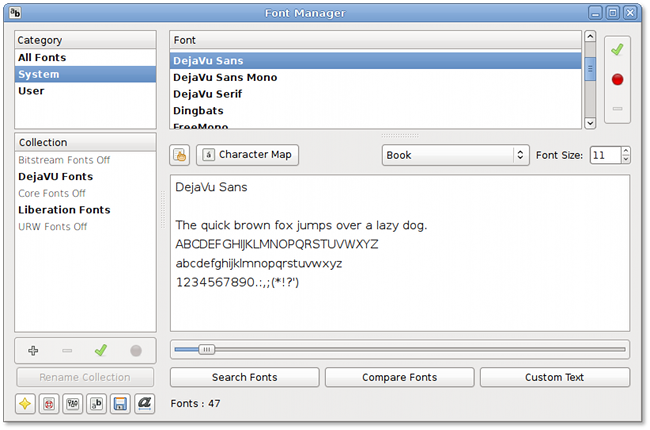 Font Manager
Category
All Fonts
System
User
Collection
Bitstream Fonts Off
DejaVU Fonts
Core Fonts Off
Liberation Fonts
URW Fonts Off
Rename Collection
Font
DejaVu Sans
DejaVu Sans Mono
DejaVu Serif
Dingbats
FreeMono
Character Map
Book
Font Size: 11
DejaVu Sans
The quick brown fox jumps over a lazy dog.
ABCDEFGHIJKLMNOPQRSTUVWXYZ
abcdefghijklmnopqrstuvwxyz
1234567890.:,;(*!?')
Search Fonts
Compare Fonts
Custom Text
Fonts : 47